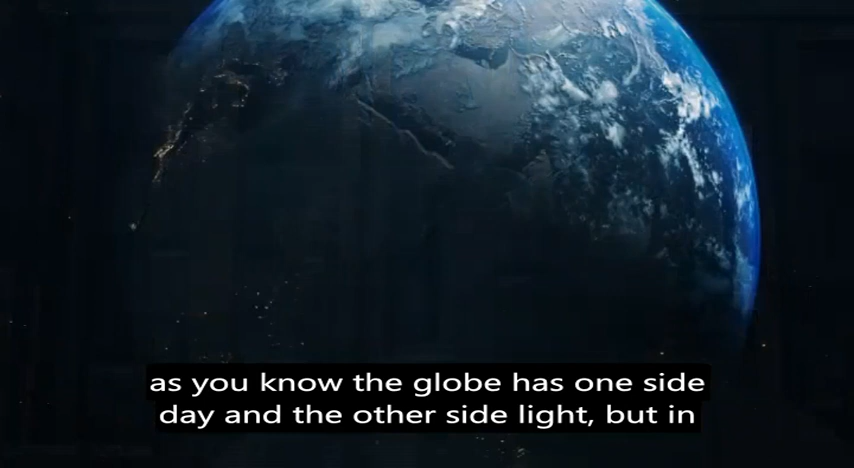 as you know the globe has one side
day and the other side light, but in